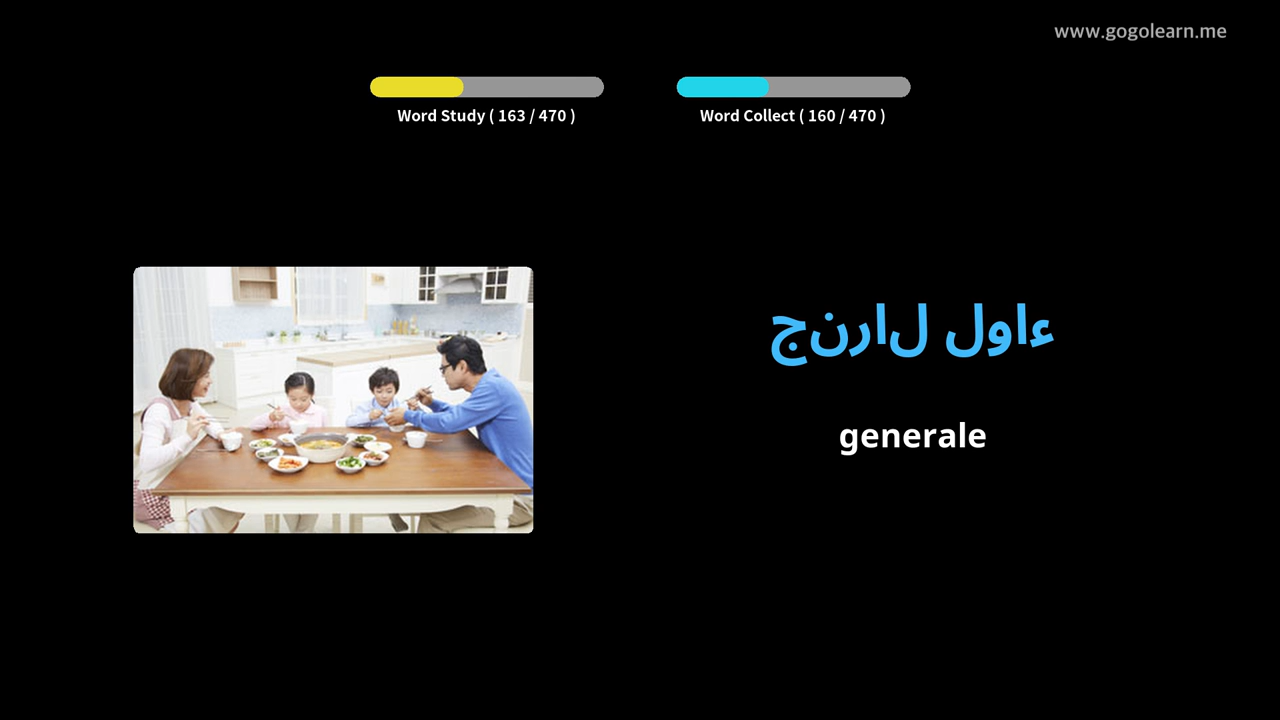 www.gogolearn.me
Word Study ( 163 / 470 )
Word Collect ( 160 / 470 )
ءاول لارنج
generale